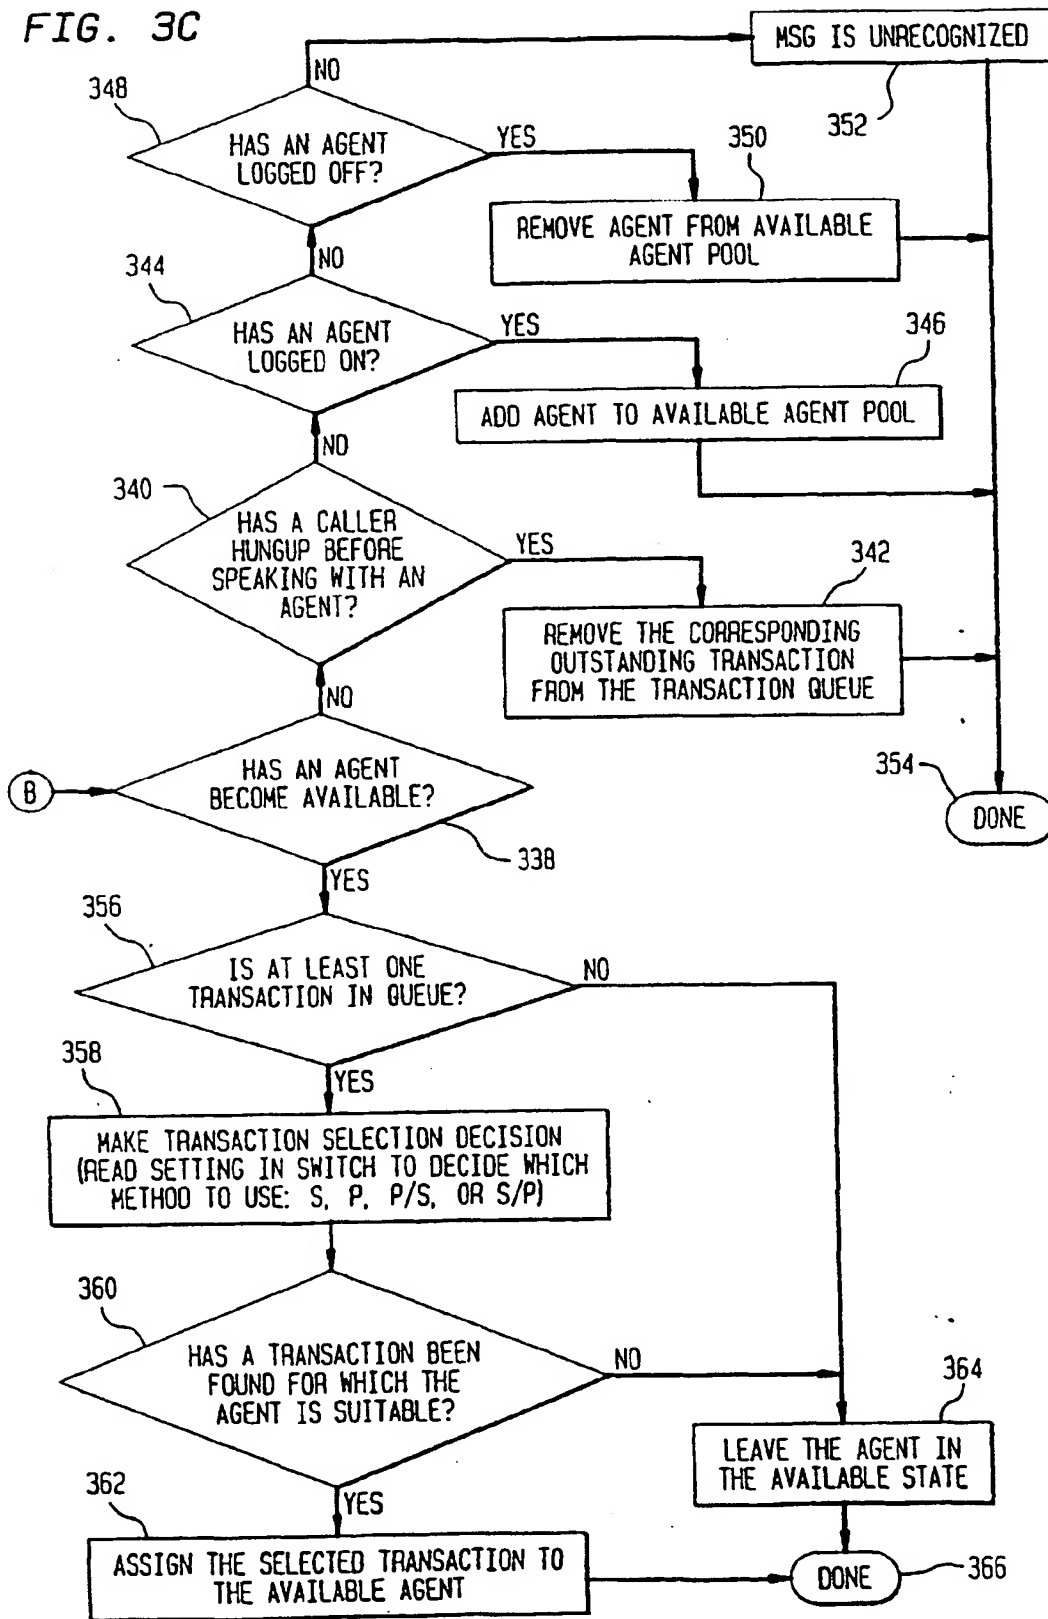 FIG. 3C
MSG IS UNRECOGNIZED
352
NO
348
HAS AN AGENT
LOGGED OFF?
YES
350
REMOVE AGENT FROM AVAILABLE
AGENT POOL
NO
344
HAS AN AGENT
LOGGED ON?
YES
346
ADD AGENT TO AVAILABLE AGENT POOL
NO
340
HAS A CALLER
HUNGUP BEFORE
SPEAKING WITH AN
AGENT?
YES
342
REMOVE THE CORRESPONDING
OUTSTANDING TRANSACTION
FROM THE TRANSACTION QUEUE
NO
B
HAS AN AGENT
BECOME AVAILABLE?
338
354
DONE
YES
356
IS AT LEAST ONE
TRANSACTION IN QUEUE?
NO
YES
358
MAKE TRANSACTION SELECTION DECISION
(READ SETTING IN SWITCH TO DECIDE WHICH
METHOD TO USE: S, P, P/S, OR S/P)
360
HAS A TRANSACTION BEEN
FOUND FOR WHICH THE
AGENT IS SUITABLE?
NO
364
LEAVE THE AGENT IN
THE AVAILABLE STATE
YES
362
ASSIGN THE SELECTED TRANSACTION TO
THE AVAILABLE AGENT
DONE
366